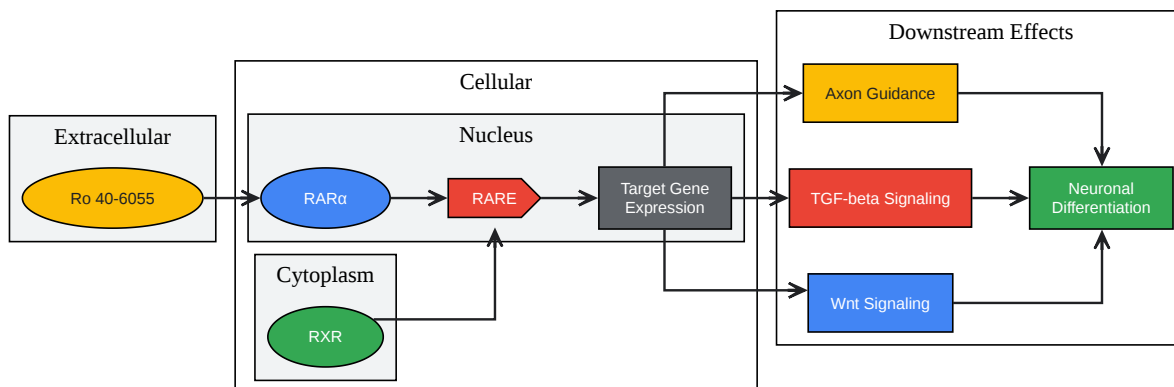 Downstream Effects
Cellular
Axon Guidance
Extracellular
Nucleus
Ro 40-6055
RARα
RARE
Target Gene
Expression
TGF-beta Signaling
Neuronal
Differentiation
Cytoplasm
RXR
Wnt Signaling